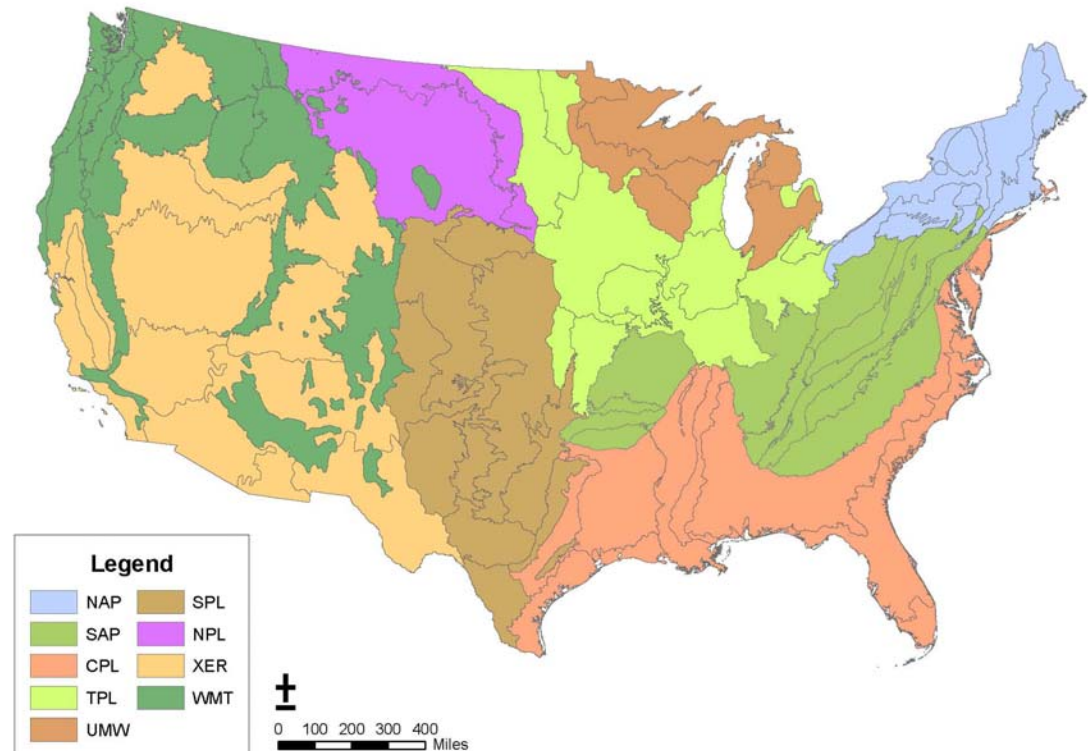 Legend
NAP
SAP
CPL
TPL
UMW
SPL
NPL
XER
WMT
0 100 200 300 400
Miles